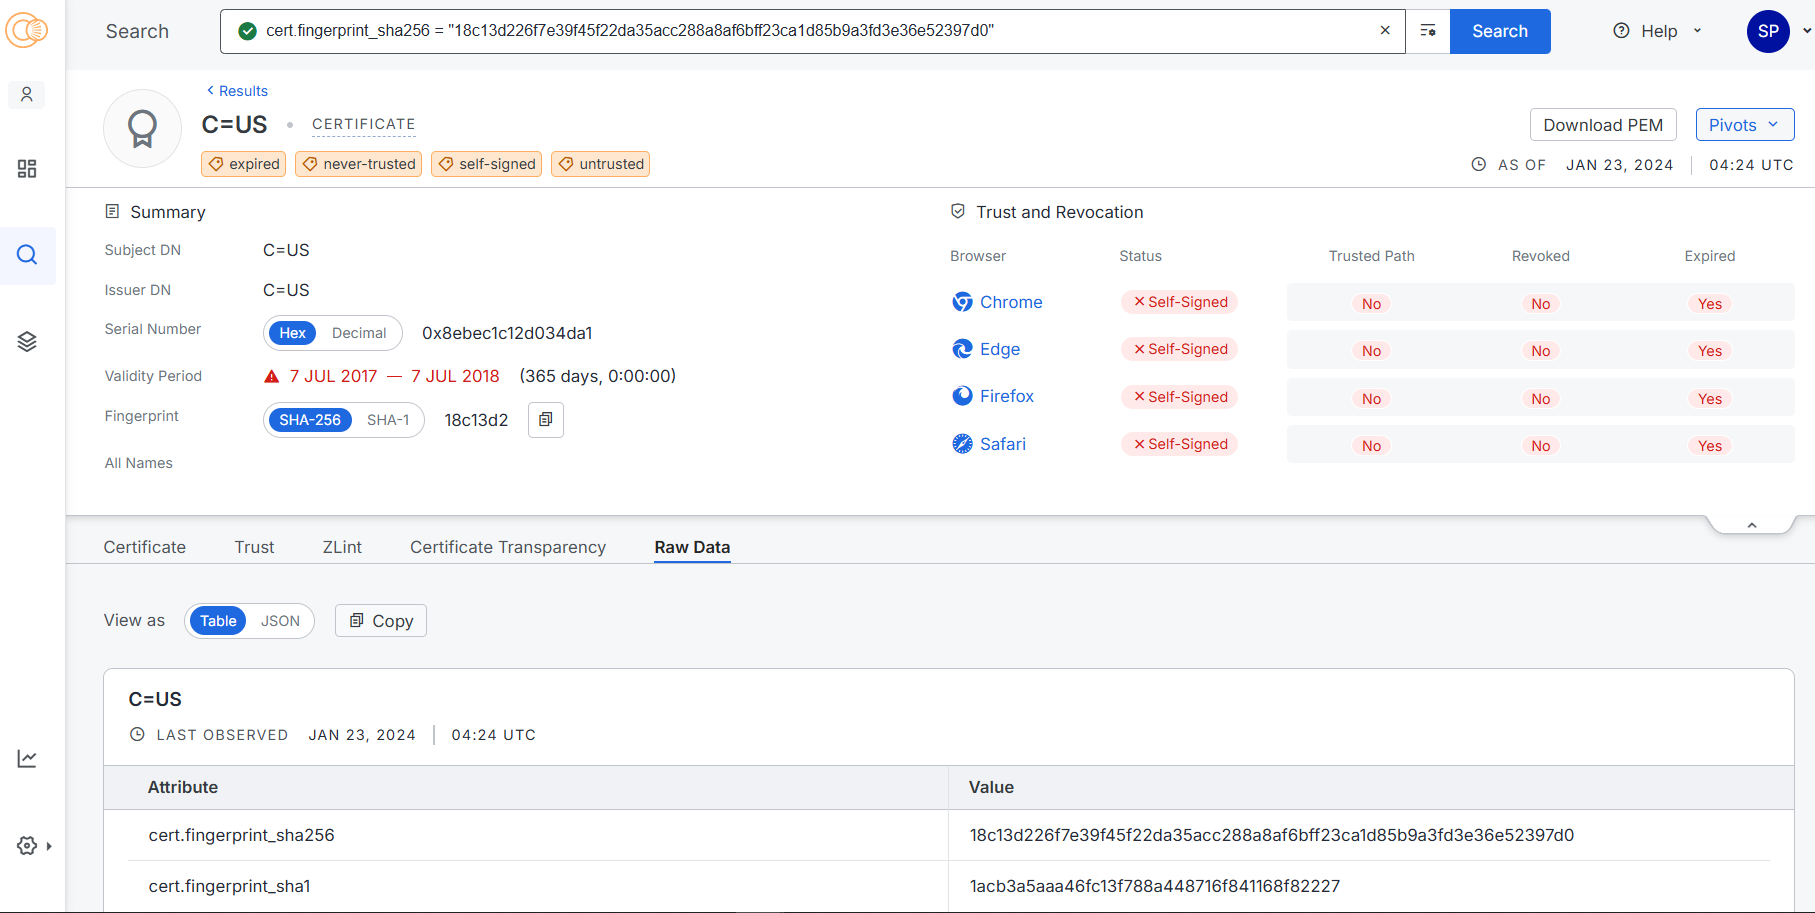 Search
cert.fingerprint_sha256 = "18c13d226f7e39f45f22da35acc288a8af6bff23ca1d85b9a3fd3e36e52397d0"
Search
Help
SP
Results
C=US
CERTIFICATE
Download PEM
Pivots
expired
never-trusted
self-signed
untrusted
AS OF JAN 23, 2024 04:24 UTC
Summary
Subject DN C=US
Issuer DN C=US
Serial Number Hex Decimal 0x8ebec1c12d034da1
Validity Period 7 JUL 2017 — 7 JUL 2018 (365 days, 0:00:00)
Fingerprint SHA-256 SHA-1 18c13d2
All Names
Trust and Revocation
Browser Status Trusted Path Revoked Expired
Chrome Self-Signed No No Yes
Edge Self-Signed No No Yes
Firefox Self-Signed No No Yes
Safari Self-Signed No No Yes
Certificate Trust ZLint Certificate Transparency Raw Data
View as Table JSON Copy
C=US
LAST OBSERVED JAN 23, 2024 04:24 UTC
Attribute Value
cert.fingerprint_sha256 18c13d226f7e39f45f22da35acc288a8af6bff23ca1d85b9a3fd3e36e52397d0
cert.fingerprint_sha1 1acb3a5aaa46fc13f788a448716f841168f82227